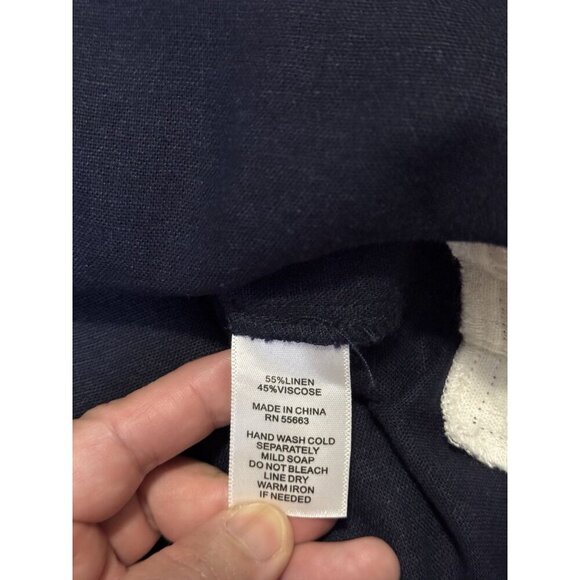 55%LINEN
45%VISCOSE
MADE IN CHINA
RN 55663
HAND WASH COLD
SEPARATELY
MILD SOAP
DO NOT BLEACH
LINE DRY
WARM IRON
IF NEEDED